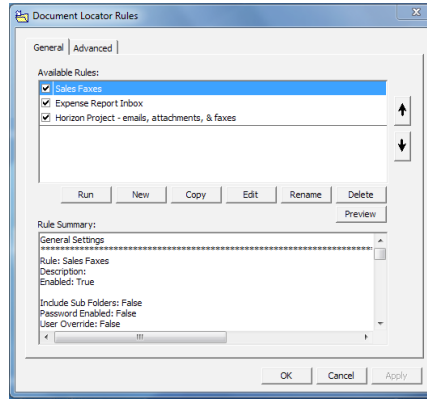 Document Locator Rules
General
Advanced
Available Rules:
Sales Faxes
Expense Report Inbox
Horizon Project - emails, attachments, & faxes
Run
New
Copy
Edit
Rename
Delete
Preview
Rule Summary:
General Settings
************************************************************************
Rule: Sales Faxes
Description:
Enabled: True
Include Sub Folders: False
Password Enabled: False
User Override: False
OK
Cancel
Apply